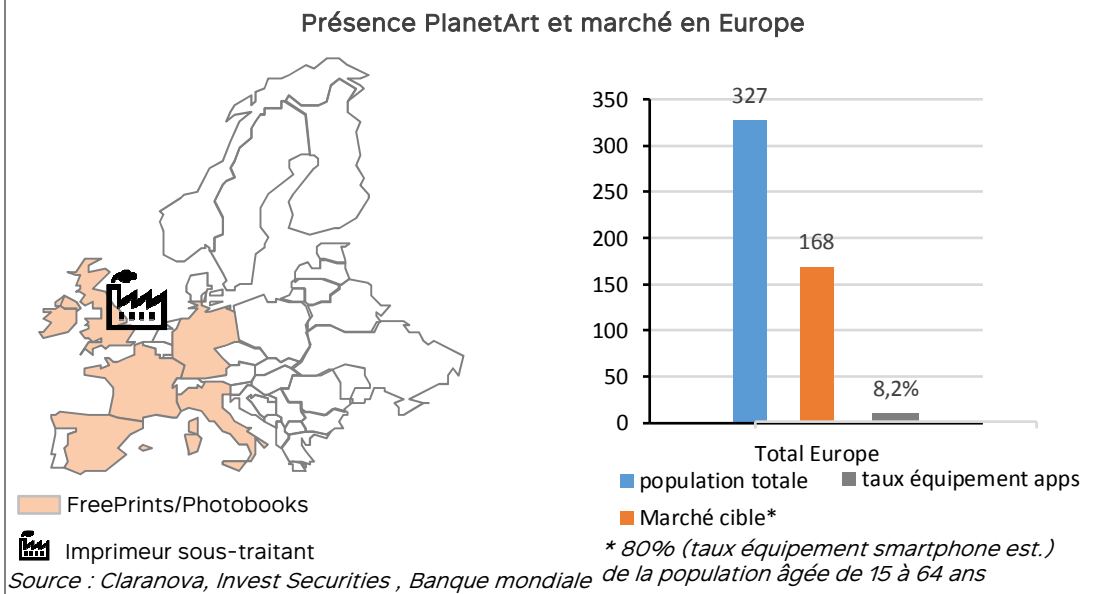 Présence PlanetArt et marché en Europe
FreePrints/Photobooks
Imprimeur sous-traitant
350
300
250
200
150
100
50
0
327
168
8,2%
Total Europe
population totale
taux équipement apps
Marché cible*
* 80% (taux équipement smartphone est.)
de la population âgée de 15 à 64 ans
Source : Claranova, Invest Securities , Banque mondiale